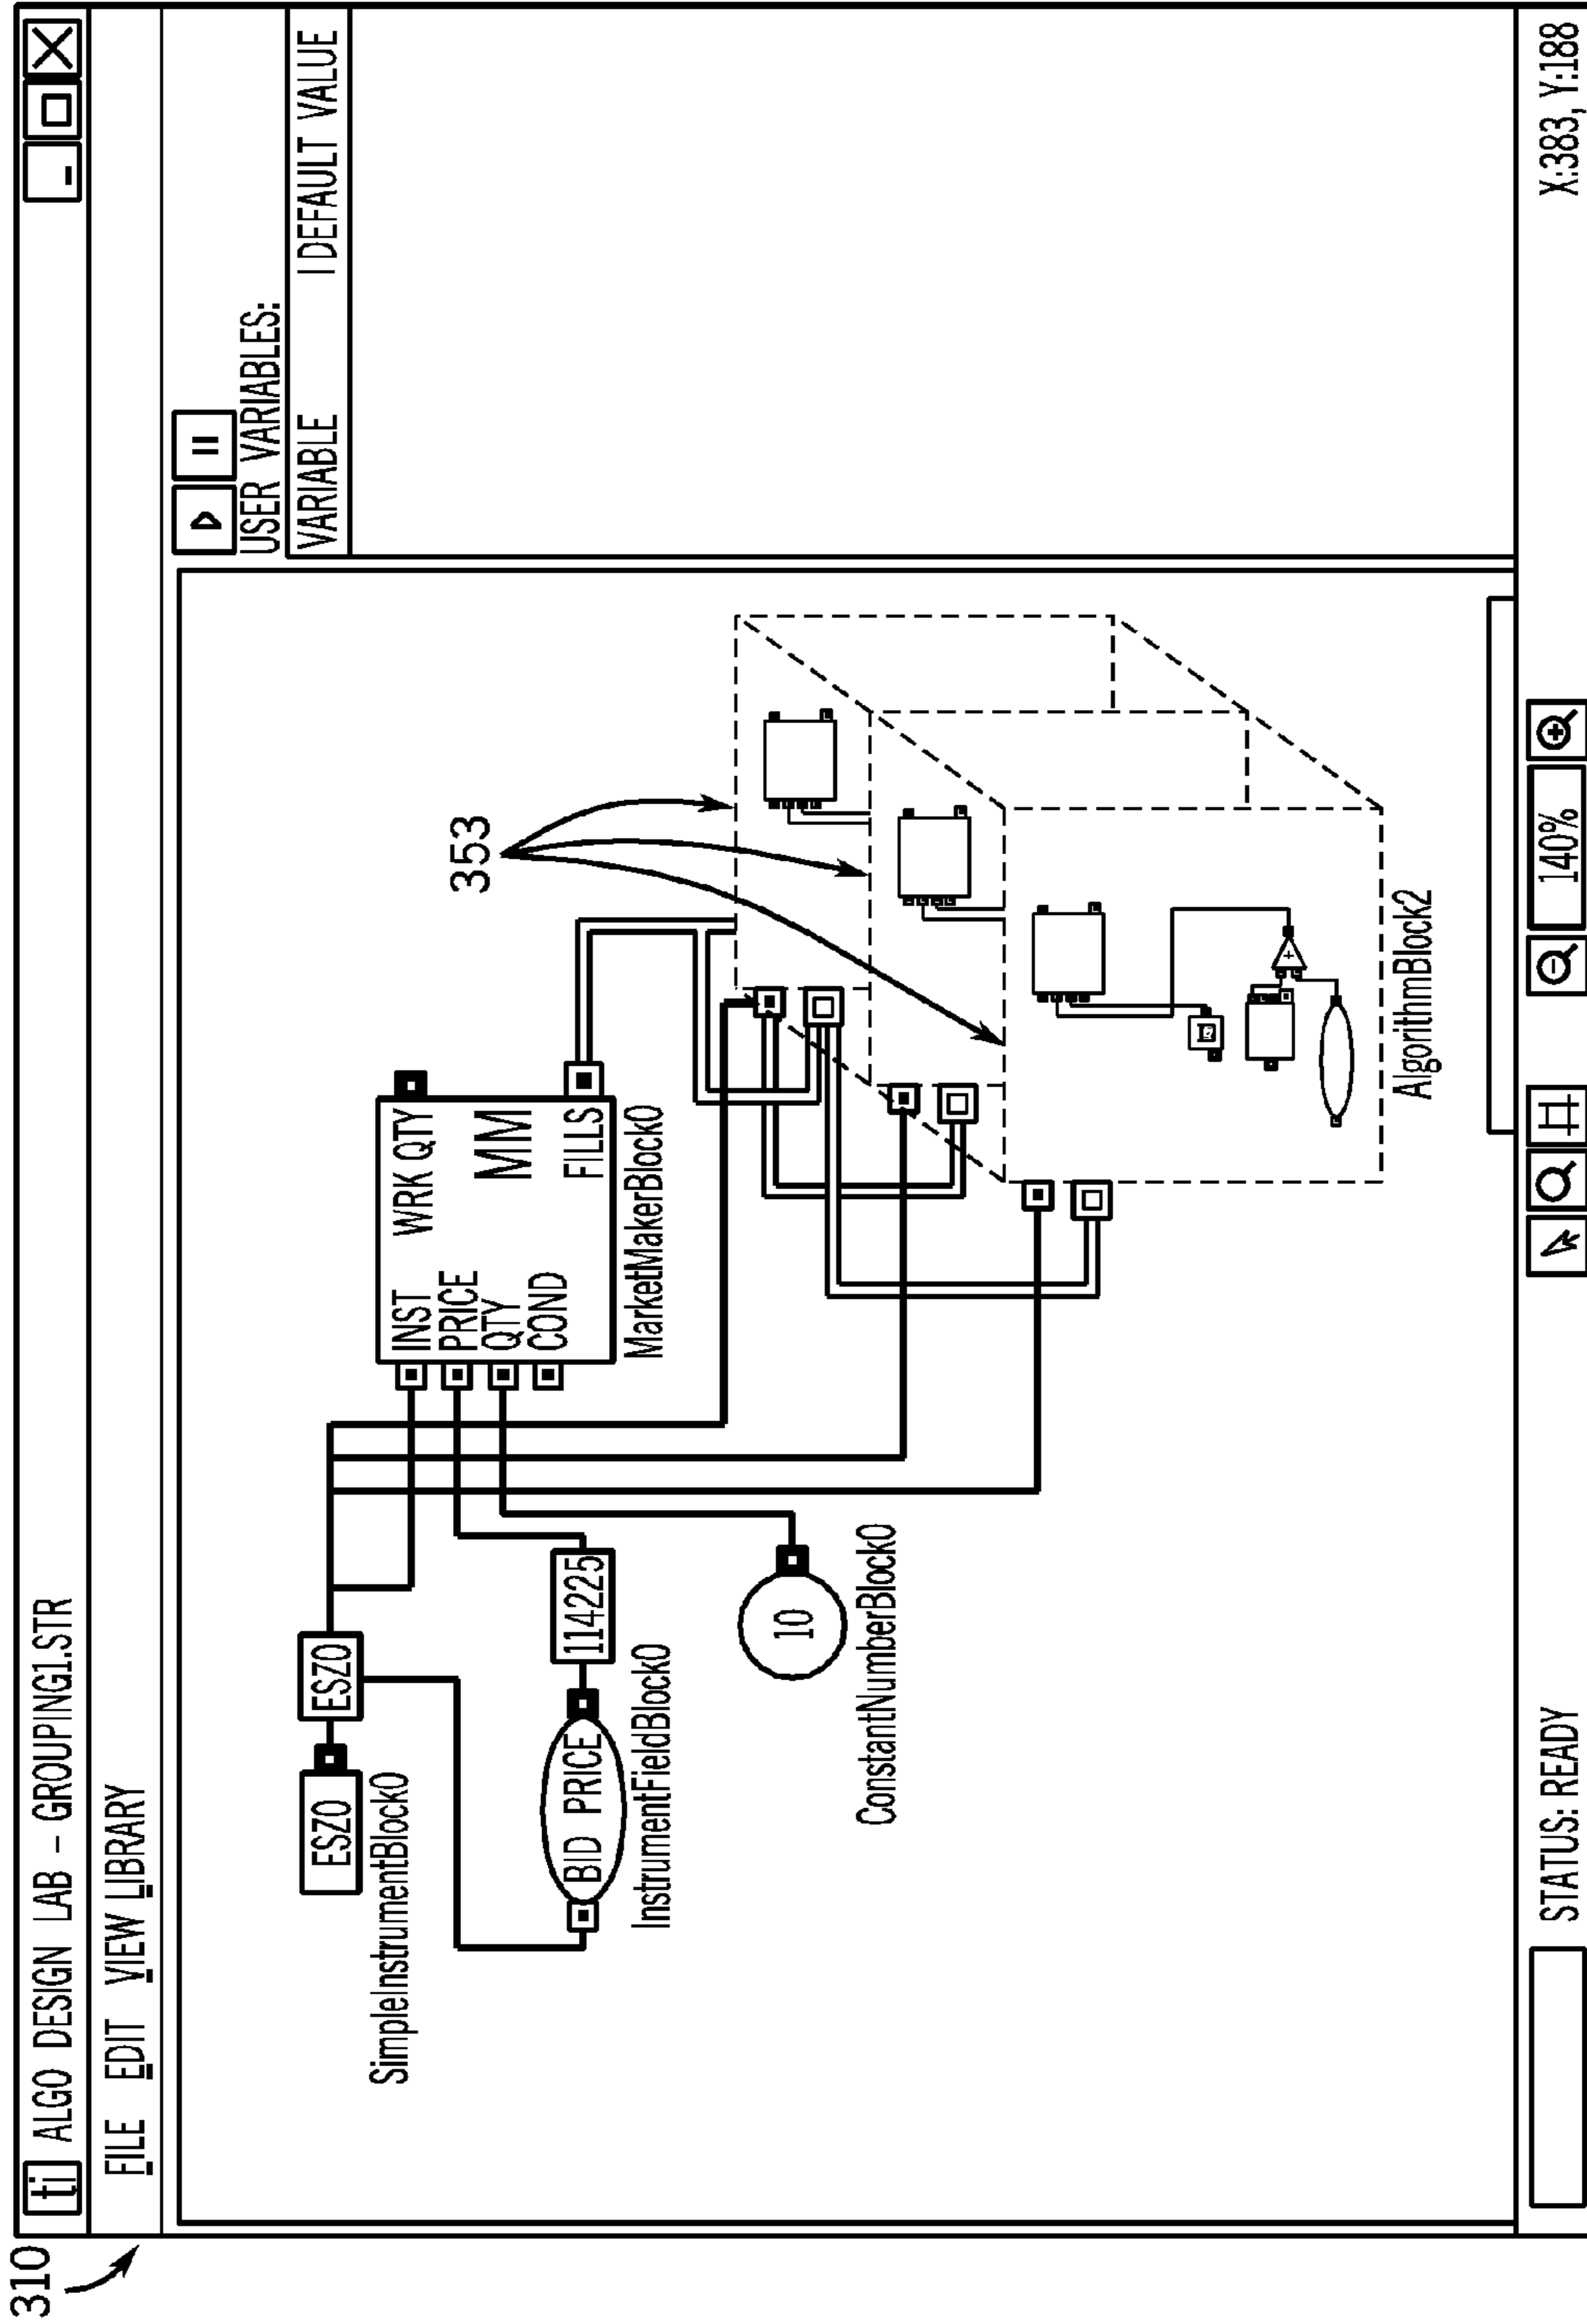 310
ti ALGO DESIGN LAB – GROUPING1.STR
FILE EDIT VIEW LIBRARY
USER VARIABLES:
VARIABLE I DEFAULT VALUE
ESZ0
ESZ0
SimpleInstrumentBlock0
BID PRICE
114225
InstrumentFieldBlock0
10
ConstantNumberBlock0
INST
WRK QTY
PRICE
QTY
MM
COND
FILLS
MarketMakerBlock0
353
+
AlgorithmBlock2
STATUS: READY
140%
X:383, Y:188